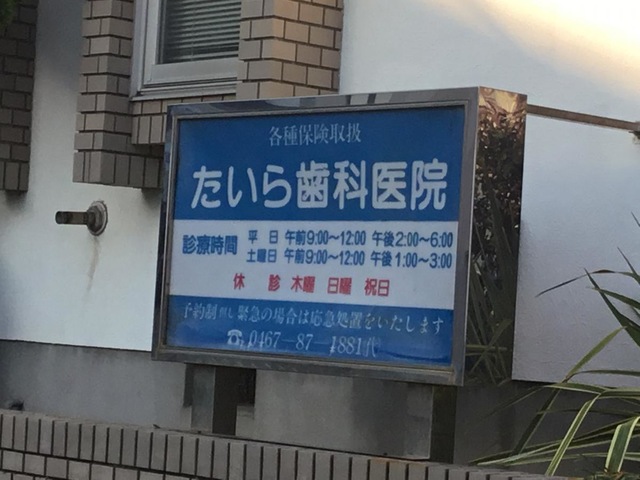 各種保険取扱
たいら歯科医院
診療時間 平日 午前9:00～12:00 午後2:00～6:00
土曜日 午前9:00～12:00 午後1:00～3:00
休診 木曜 日曜 祝日
予約制 但し 緊急の場合は応急処置をいたします
☎0467-87-1881代